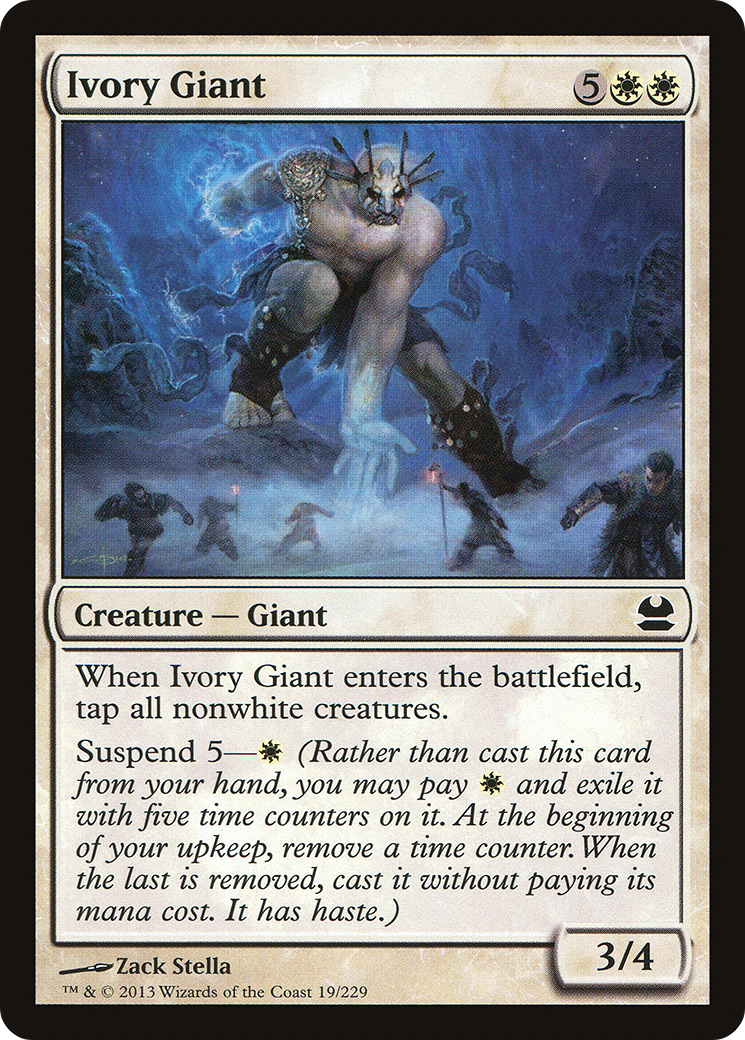 Ivory Giant 5
Creature — Giant
When Ivory Giant enters the battlefield,
tap all nonwhite creatures.
Suspend 5— (Rather than cast this card
from your hand, you may pay and exile it
with five time counters on it. At the beginning
of your upkeep, remove a time counter. When
the last is removed, cast it without paying its
mana cost. It has haste.)
3/4
Zack Stella
™ & © 2013 Wizards of the Coast 19/229